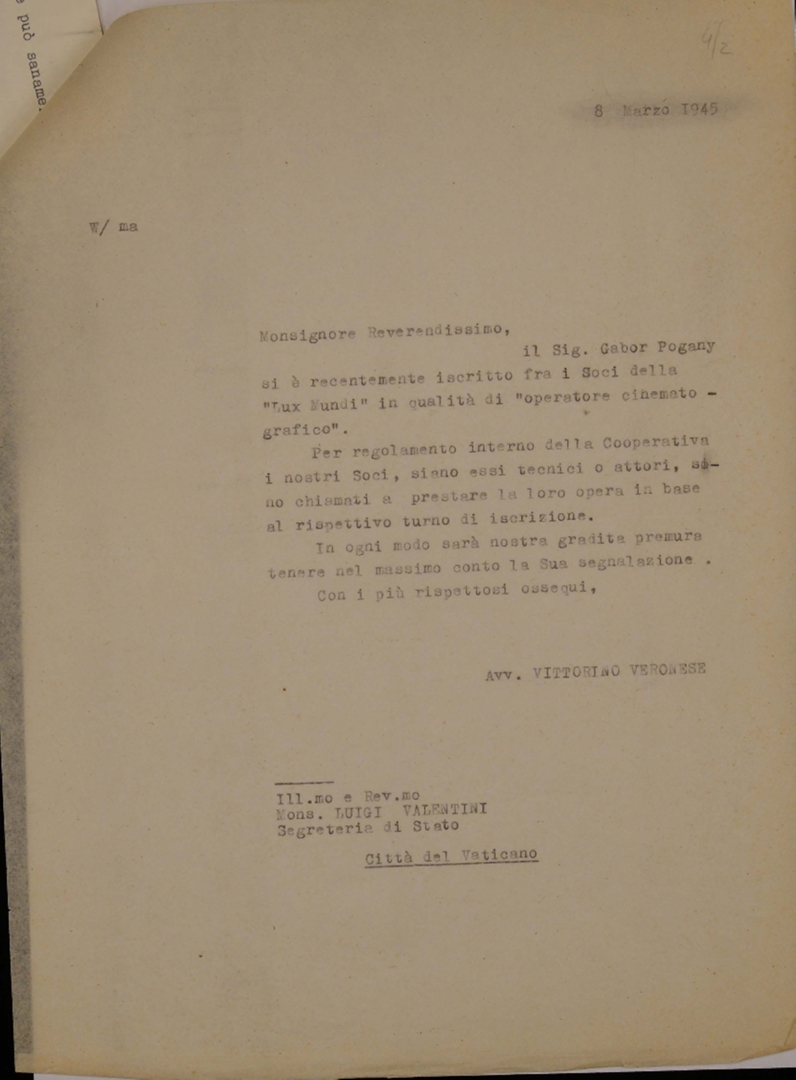 e può saname.
4/2
8 Marzo 1945
W/ ma
Monsignore Reverendissimo,
il Sig. Gabor Pogany
si è recentemente iscritto fra i Soci della
"Lux Mundi" in qualità di "operatore cinemato -
grafico".
Per regolamento interno della Cooperativa
i nostri Soci, siano essi tecnici o attori, so-
no chiamati a prestare la loro opera in base
al rispettivo turno di iscrizione.
In ogni modo sarà nostra gradita premura
tenere nel massimo conto la Sua segnalazione .
Con i più rispettosi ossequi,
Avv. VITTORINO VERONESE
Ill.mo e Rev.mo
Mons. LUIGI VALENTINI
Segreteria di Stato
Città del Vaticano